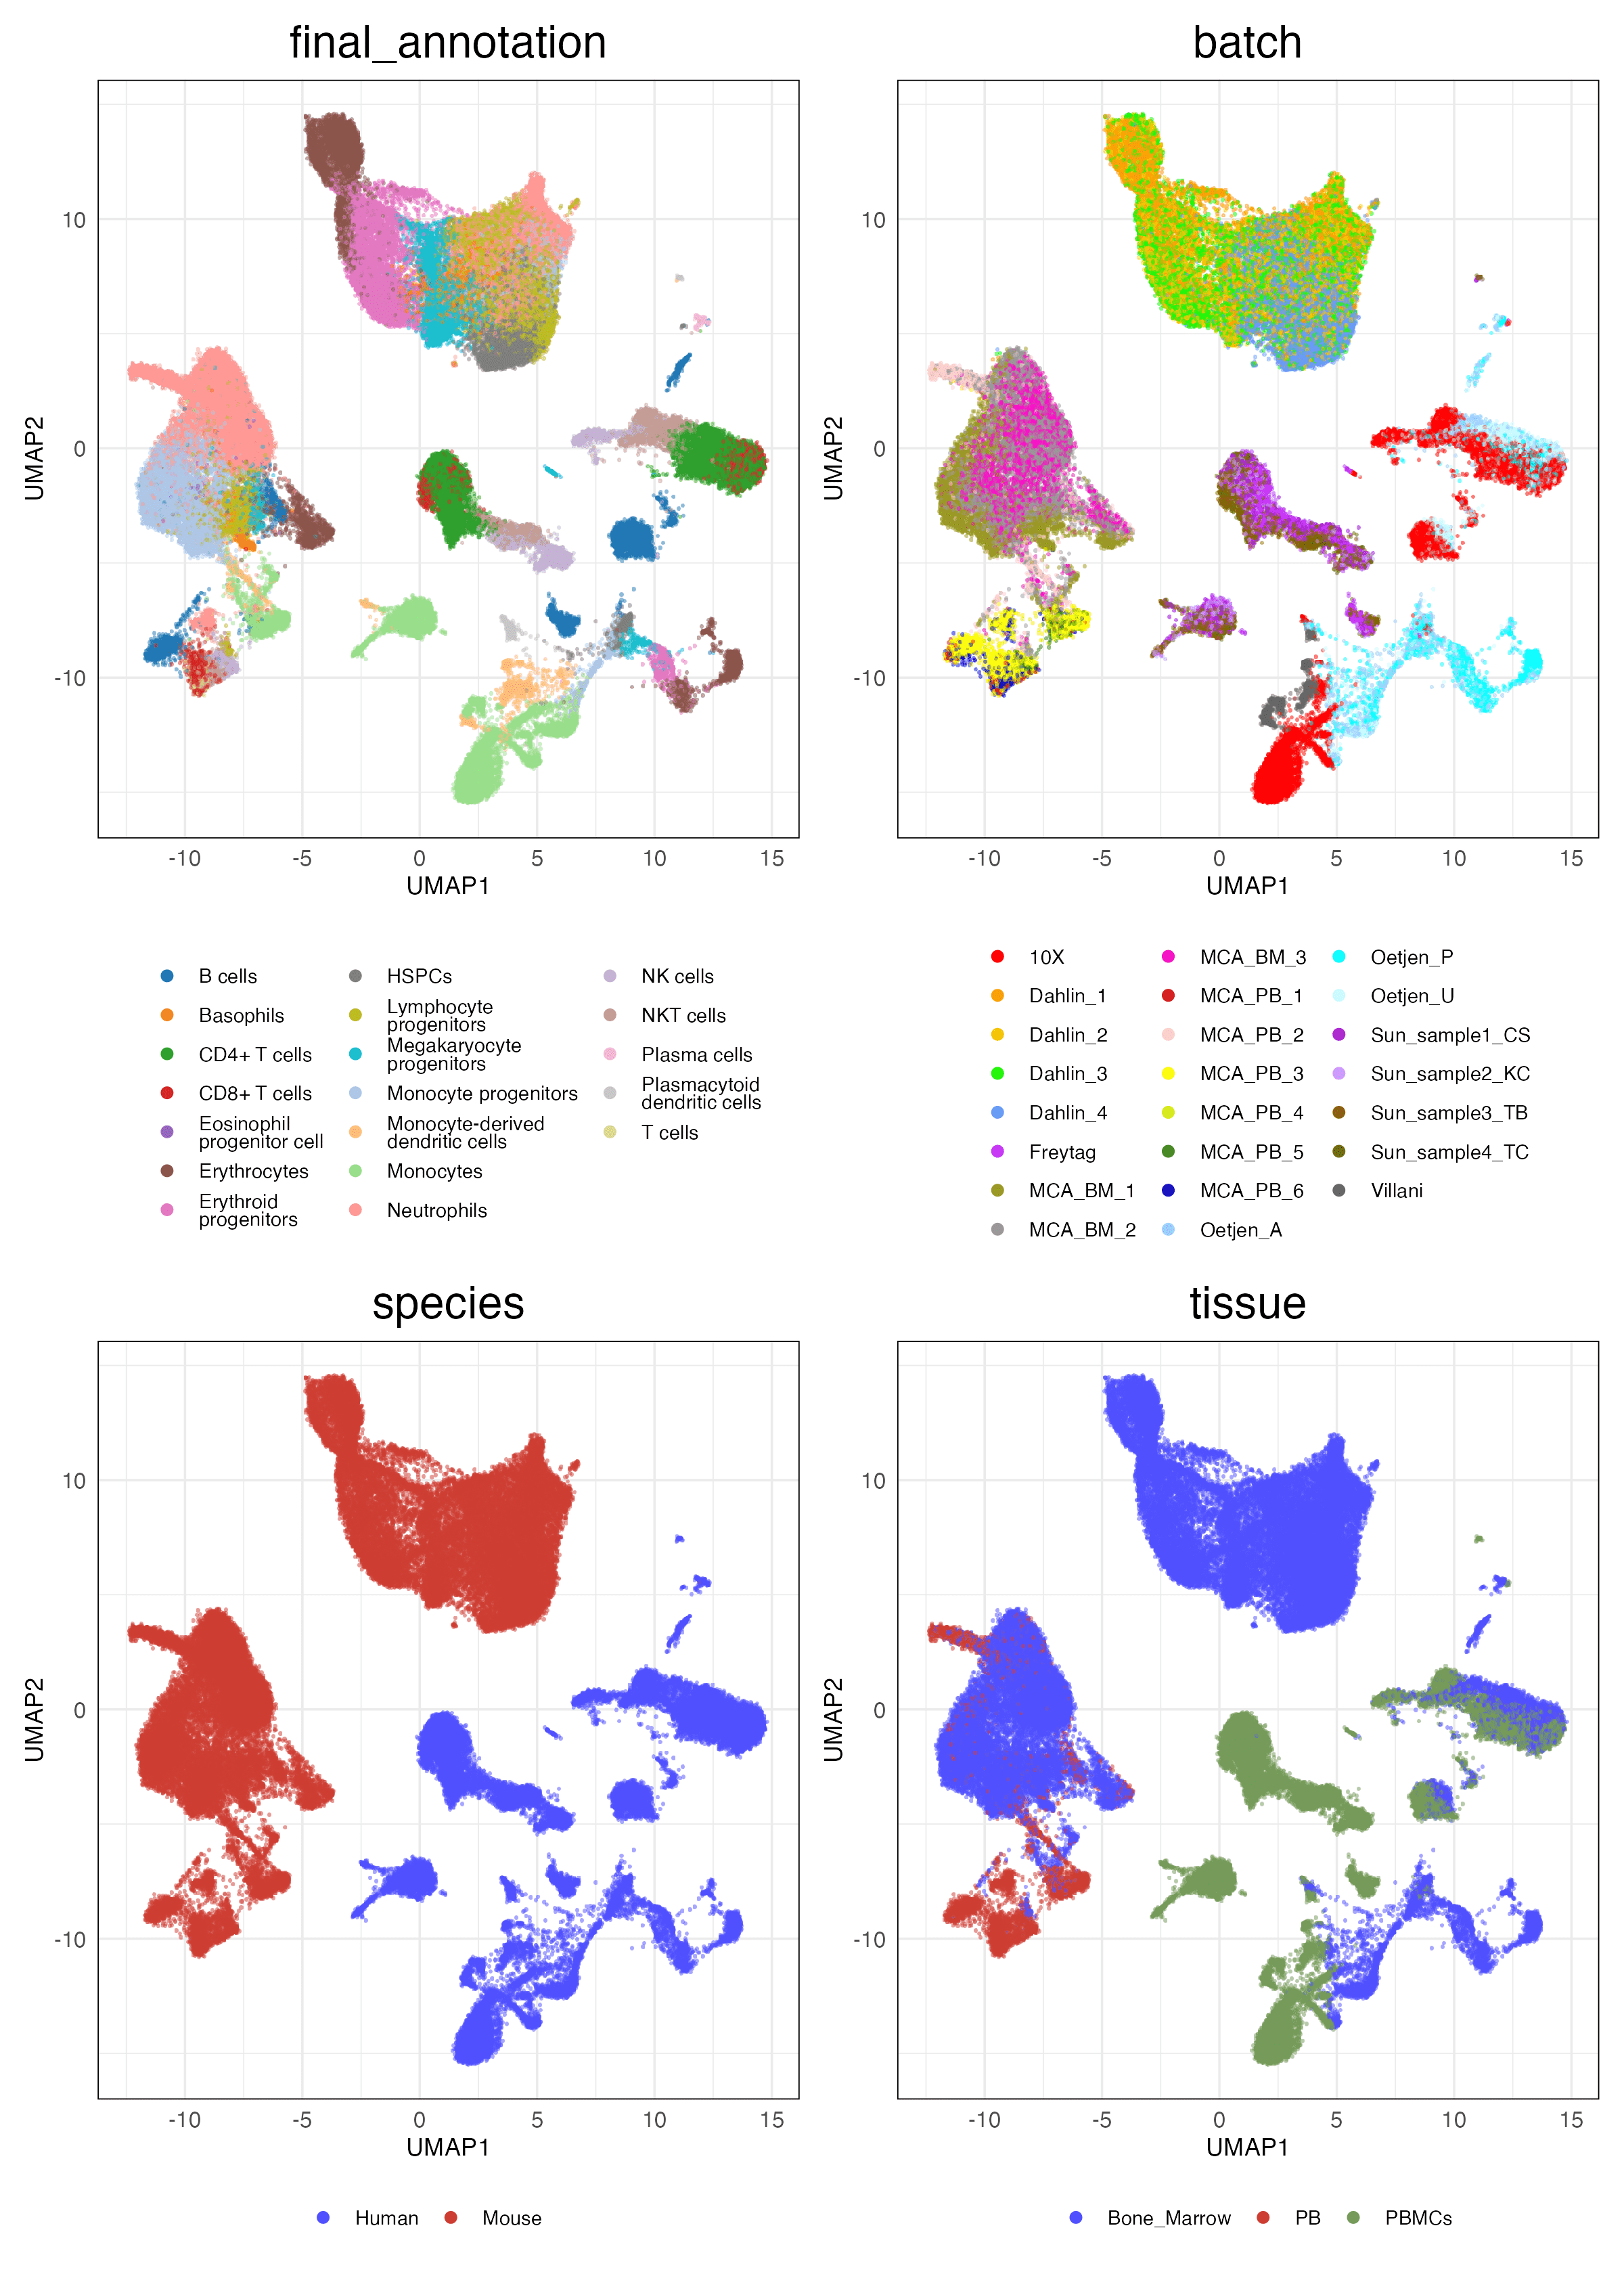 final_annotation
batch
10
0
-10
UMAP2
-10
-5
0
5
10
15
UMAP1
10
0
-10
UMAP2
-10
-5
0
5
10
15
UMAP1
B cells
Basophils
CD4+ T cells
CD8+ T cells
Eosinophil
progenitor cell
Erythrocytes
Erythroid
progenitors
HSPCs
Lymphocyte
progenitors
Megakaryocyte
progenitors
Monocyte progenitors
Monocyte-derived
dendritic cells
Monocytes
Neutrophils
NK cells
NKT cells
Plasma cells
Plasmacytoid
dendritic cells
T cells
10X
Dahlin_1
Dahlin_2
Dahlin_3
Dahlin_4
Freytag
MCA_BM_1
MCA_BM_2
MCA_BM_3
MCA_PB_1
MCA_PB_2
MCA_PB_3
MCA_PB_4
MCA_PB_5
MCA_PB_6
Oetjen_A
Oetjen_P
Oetjen_U
Sun_sample1_CS
Sun_sample2_KC
Sun_sample3_TB
Sun_sample4_TC
Villani
species
tissue
10
0
-10
UMAP2
-10
-5
0
5
10
15
UMAP1
10
0
-10
UMAP2
-10
-5
0
5
10
15
UMAP1
Human
Mouse
Bone_Marrow
PB
PBMCs